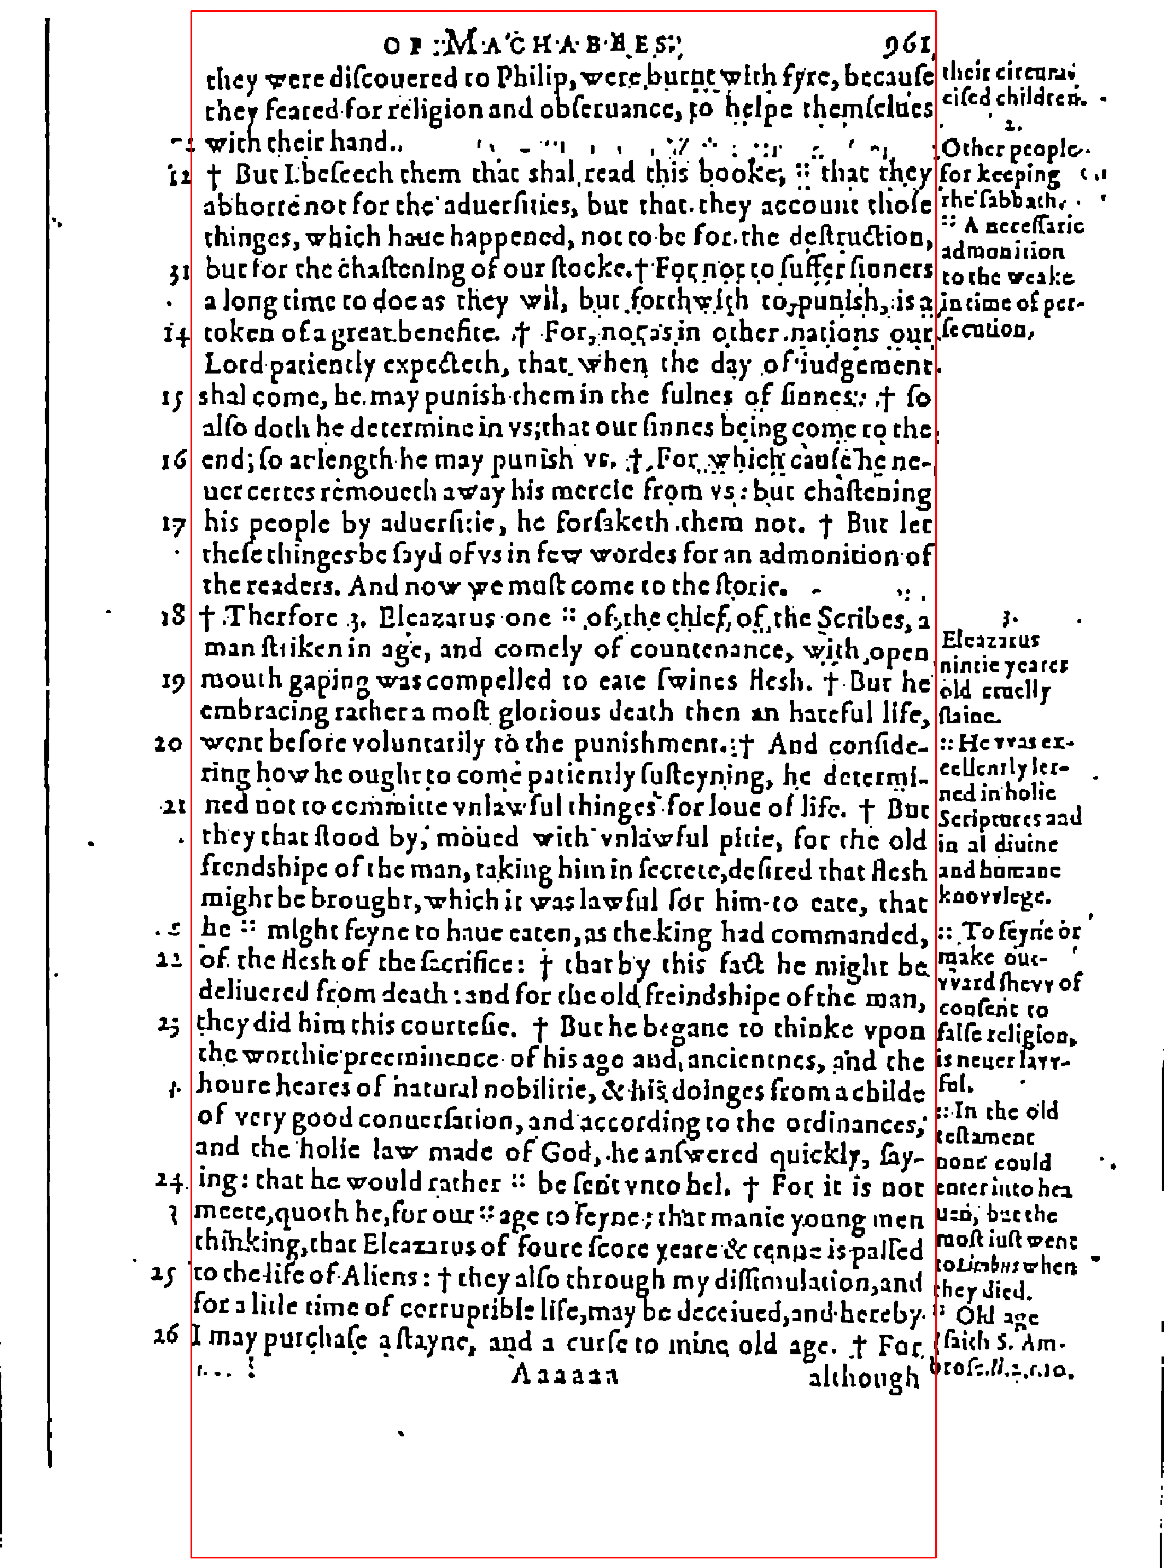 OF MACHABEES. 961
they were diſcouered to Philip, were burnt with fyre, becauſe
they feared for religion and obſeruance, to helpe themſelues
with their hand.
12 † But I beſeech them that shal read this booke, :: that they
abhorre not for the aduerſities, but that they account thoſe
thinges, which haue happened, not to be for the deſtruction,
31 but for the chaſtening of our ſtocke. † For not to ſuffer ſinners
a long time to doe as they wil, but forthwith to punish, is a
14 token of a great benefite. † For, not as in other nations our
Lord patiently expecteth, that when the day of iudgement
15 shal come, he may punish them in the fulnes of ſinnes: † ſo
alſo doth he determine in vs; that our ſinnes being come to the
16 end; ſo at length he may punish vs. † For which cauſe he ne-
uer certes remoueth away his mercie from vs: but chaſtening
17 his people by aduerſitie, he forſaketh them not. † But let
theſe thinges be ſayd of vs in few wordes for an admonition of
the readers. And now we muſt come to the ſtorie.
18 † Therfore 3. Eleazarus one :: of the chief of the Scribes, a
man ſtriken in age, and comely of countenance, with open
19 mouth gaping was compelled to eate ſwines flesh. † But he
embracing rather a moſt glorious death then an hateful life,
20 went before voluntarily to the punishment. † And conſide-
ring how he ought to come patiently ſuſteyning, he determi-
21 ned not to committe vnlawful thinges for loue of life. † But
they that ſtood by, moued with vnlawful pitie, for the old
frendshipe of the man, taking him in ſecrete, deſired that flesh
might be brought, which it was lawful for him to eate, that
he :: might feyne to haue eaten, as the king had commanded,
22 of the flesh of the ſacrifice: † that by this fact he might be
deliuered from death: and for the old freindshipe of the man,
23 they did him this courteſie. † But he began e to thinke vpon
the worthie preeminence of his age and ancientnes, and the
houre heares of natural nobilitie, & his doinges from a childe
of very good conuerſation, and according to the ordinances,
and the holie law made of God, he anſwered quickly, ſay-
24 ing: that he would rather :: be ſent vnto hel. † For it is not
meete, quoth he, for our :: age to feyne; that manie young men
thinking, that Eleazarus of foure ſcore yeare & tenne is paſſed
25 to the life of Aliens: † they alſo through my diſſimulation, and
for a litle time of corruptible life, may be deceiued, and hereby
26 I may purchaſe a ſtayne, and a curſe to mine old age. † For
Aaaaaa although
their circum-
ciſed children.
2.
Other people
for keeping
the ſabbath.
:: A neceſſarie
admonition
to the weake
in time of per-
ſecution,
3.
Eleazarus
nintie yeares
old cruelly
ſlaine.
:: He vvas ex-
cellently ler-
ned in holie
Scriptures and
in al diuine
and humane
knovvlege.
:: To feyne or
make out-
vvard shevv of
conſent to
falſe religion,
is neuer lavv-
ful.
:: In the old
teſtament
none could
enter into hea
uen, but the
moſt iuſt went
to Limbus when
they died.
:: Old age
ſaith S. Am-
broſe. li. 2. c. 10.